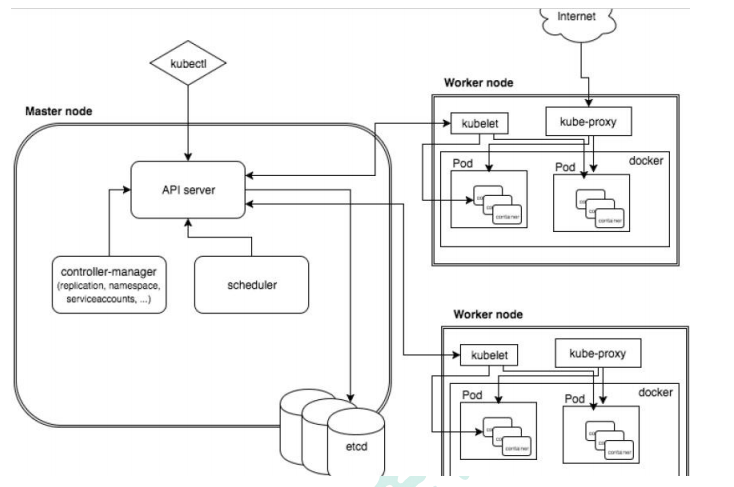 Internet
kubectl
Worker node
Master node
kubelet
kube-proxy
docker
Pod
Pod
container
container
API server
controller-manager
(replication, namespace,
serviceaccounts, ...)
scheduler
Worker node
kubelet
kube-proxy
docker
Pod
Pod
container
container
etcd